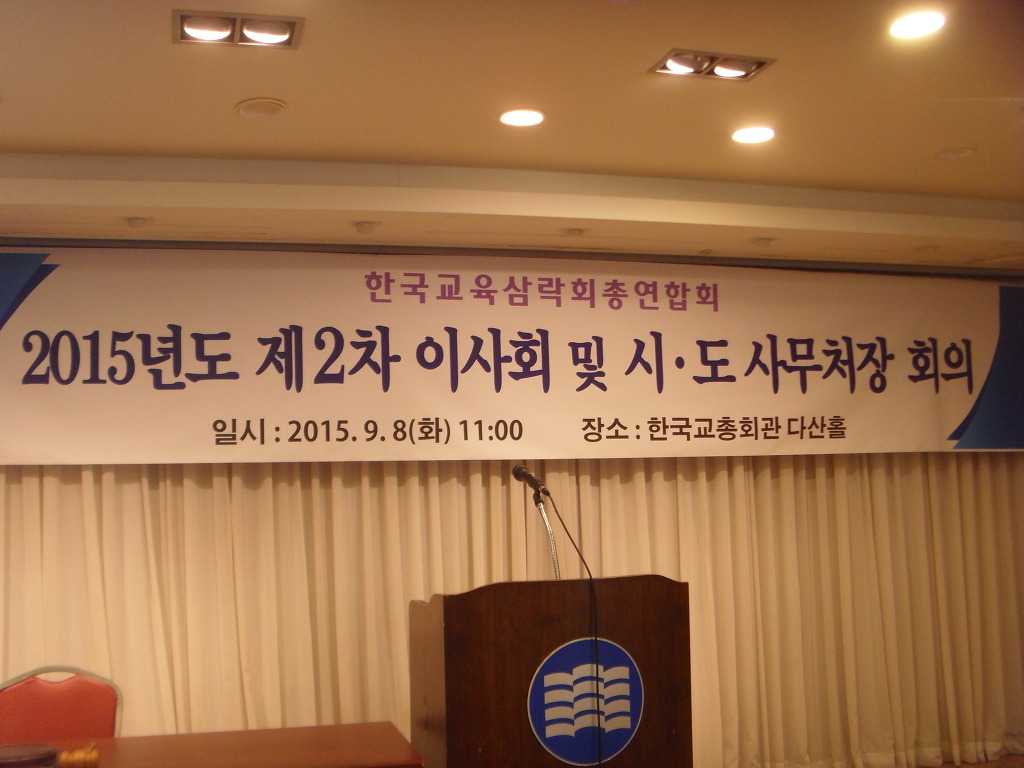 한국교육삼락회총연합회
2015년도 제2차 이사회 및 시·도 사무처장 회의
일시 : 2015. 9. 8(화) 11:00 장소 : 한국교총회관 다산홀